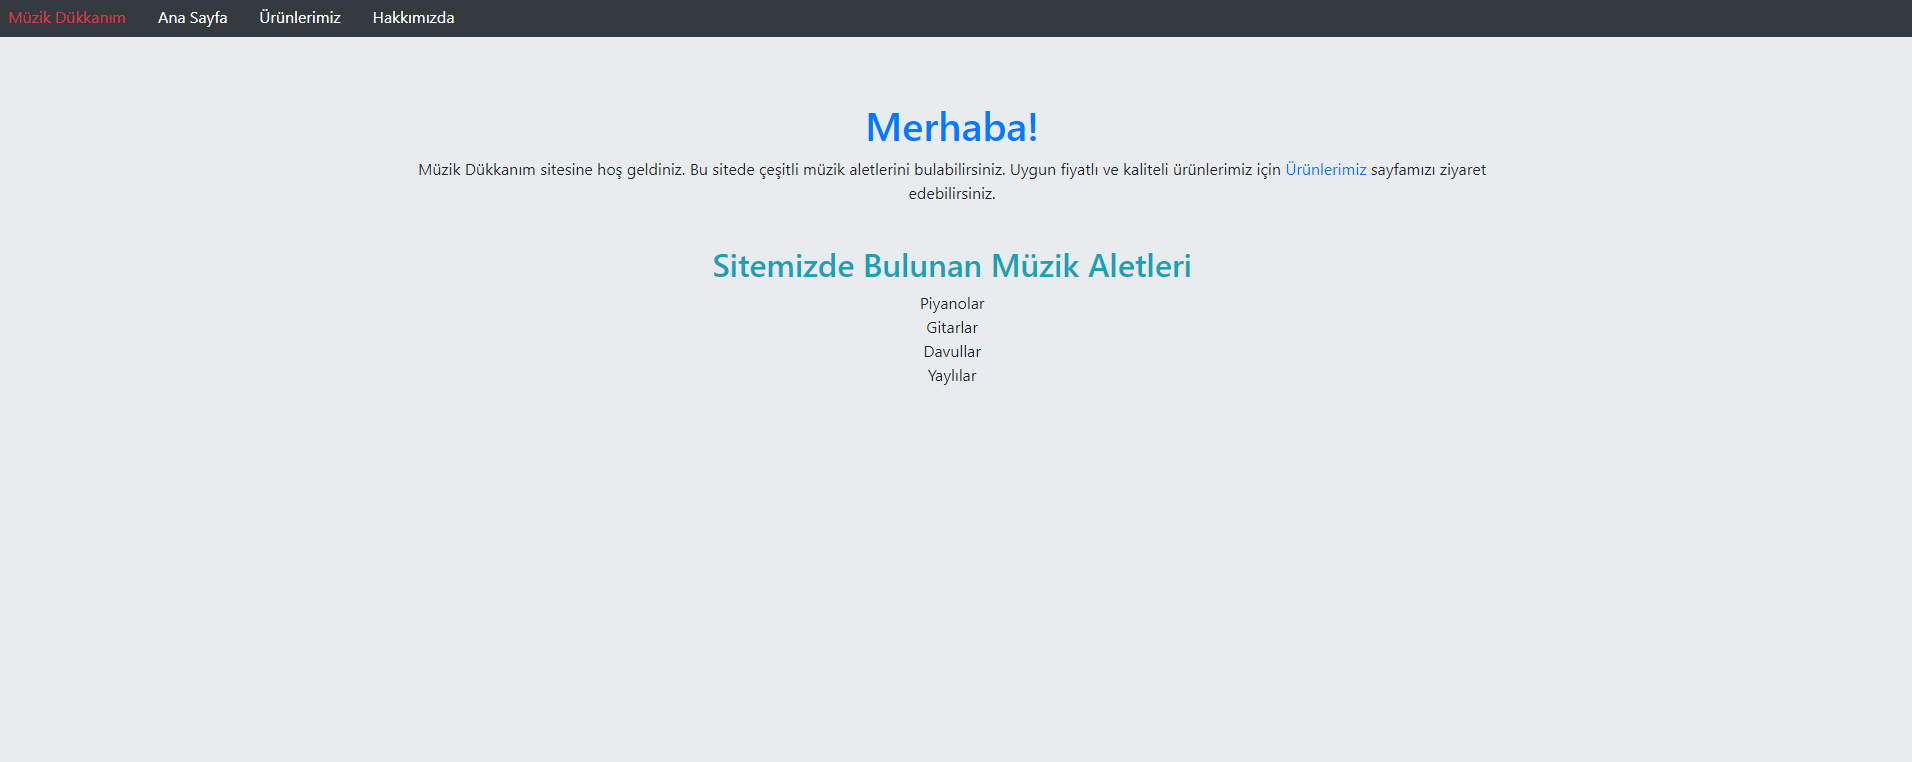 Müzik Dükkanım Ana Sayfa Ürünlerimiz Hakkımızda
Merhaba!
Müzik Dükkanım sitesine hoş geldiniz. Bu sitede çeşitli müzik aletlerini bulabilirsiniz. Uygun fiyatlı ve kaliteli ürünlerimiz için Ürünlerimiz sayfamızı ziyaret
edebilirsiniz.
Sitemizde Bulunan Müzik Aletleri
Piyanolar
Gitarlar
Davullar
Yaylılar